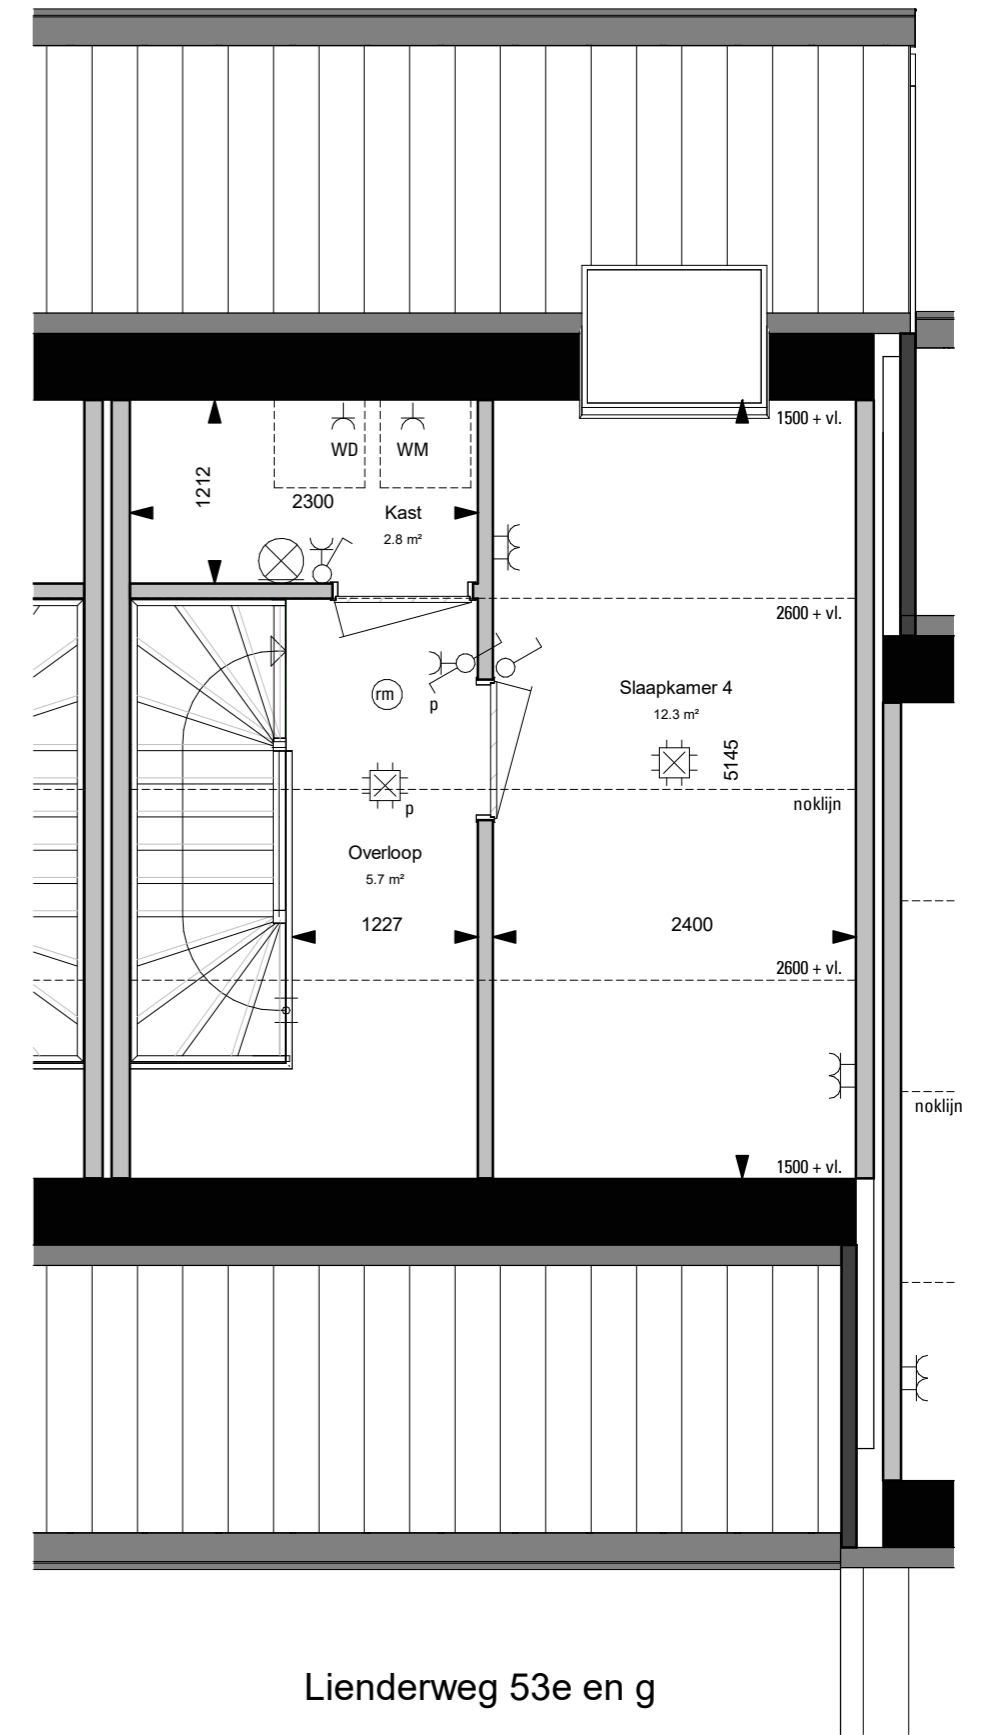 1500 + vl.
WD
WM
1212
2300
Kast
2.8 m²
2600 + vl.
rm
p
Slaapkamer 4
12.3 m²
5145
p
noklijn
Overloop
5.7 m²
1227
2400
2600 + vl.
noklijn
1500 + vl.
Lienderweg 53e en g